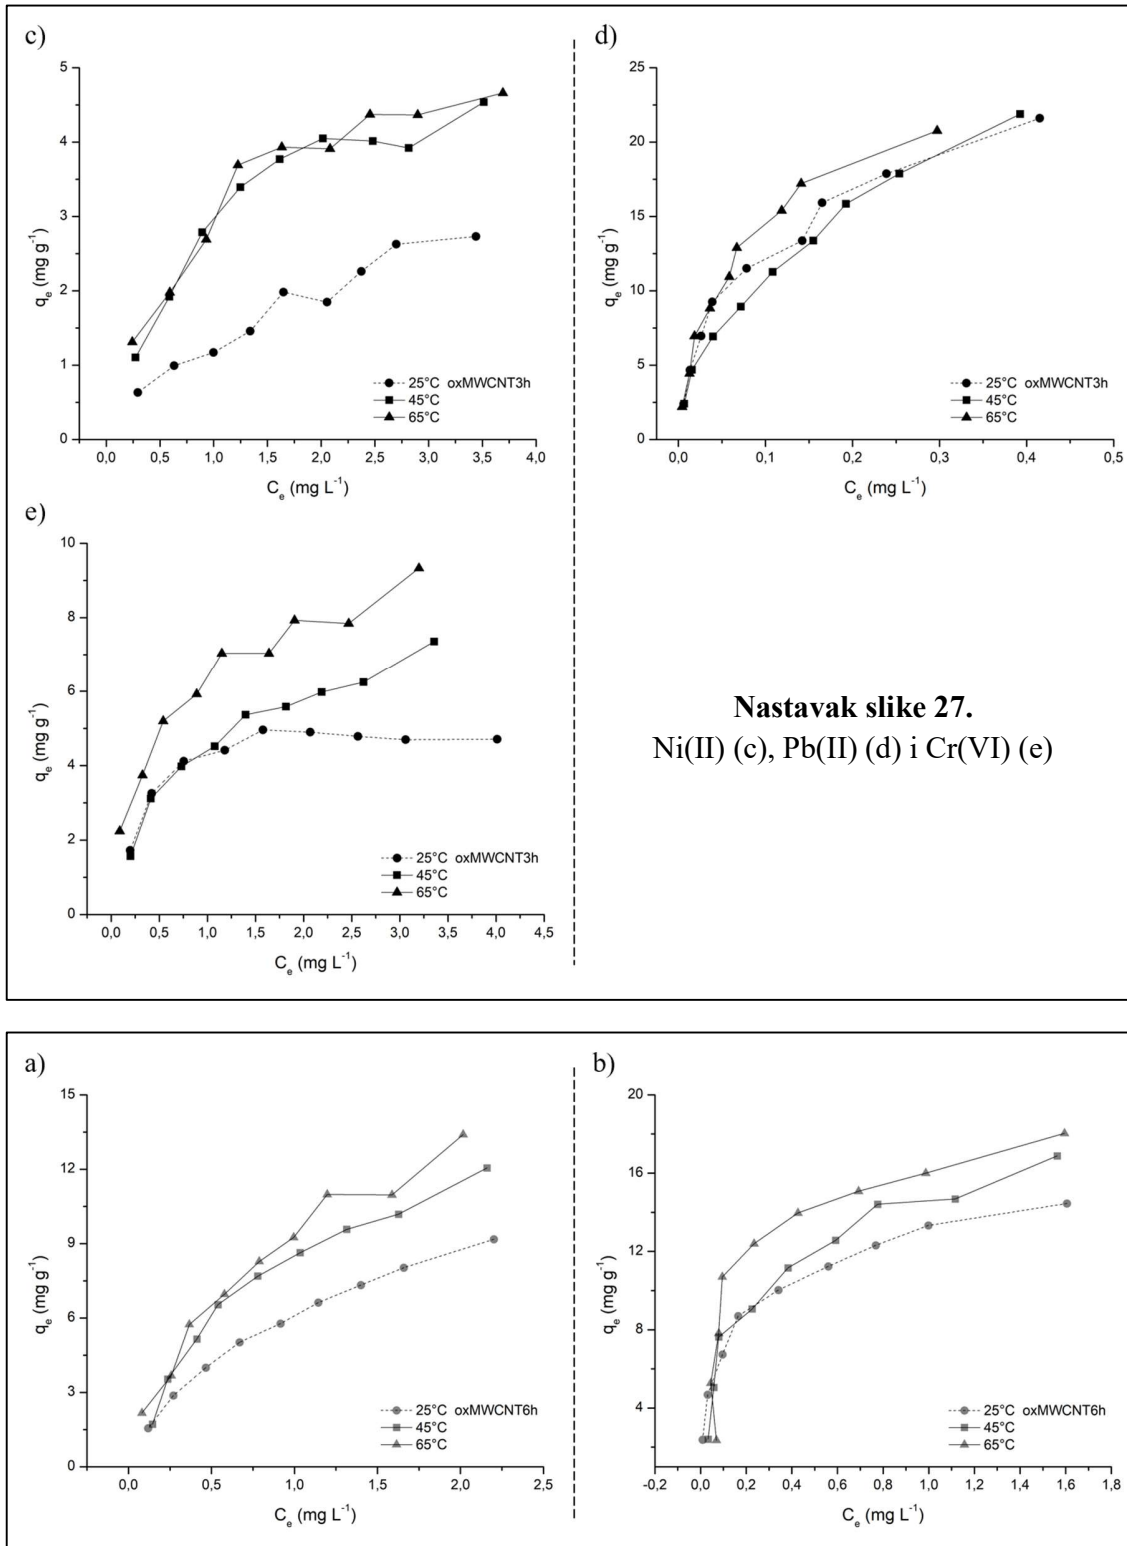 c)
5
4
3
2
1
0
q_e (mg g⁻¹)
25°C oxMWCNT3h
45°C
65°C
0,0 0,5 1,0 1,5 2,0 2,5 3,0 3,5 4,0
C_e (mg L⁻¹)
d)
25
20
15
10
5
0
q_e (mg g⁻¹)
25°C oxMWCNT3h
45°C
65°C
0,0 0,1 0,2 0,3 0,4 0,5
C_e (mg L⁻¹)
e)
10
8
6
4
2
0
q_e (mg g⁻¹)
25°C oxMWCNT3h
45°C
65°C
0,0 0,5 1,0 1,5 2,0 2,5 3,0 3,5 4,0 4,5
C_e (mg L⁻¹)
Nastavak slike 27.
Ni(II) (c), Pb(II) (d) i Cr(VI) (e)
a)
15
12
9
6
3
0
q_e (mg g⁻¹)
25°C oxMWCNT6h
45°C
65°C
0,0 0,5 1,0 1,5 2,0 2,5
C_e (mg L⁻¹)
b)
20
16
12
8
4
q_e (mg g⁻¹)
25°C oxMWCNT6h
45°C
65°C
-0,2 0,0 0,2 0,4 0,6 0,8 1,0 1,2 1,4 1,6 1,8
C_e (mg L⁻¹)